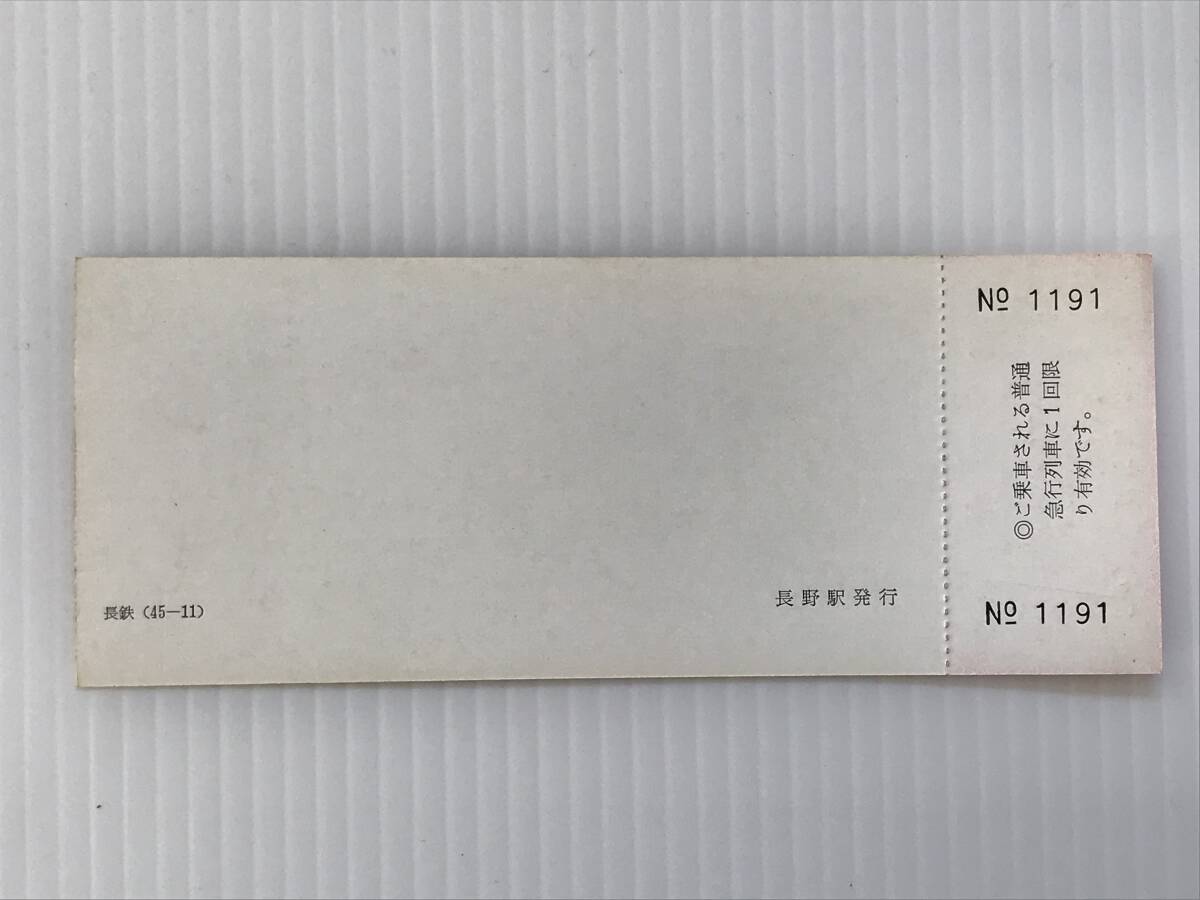 № 1191
◎ご乗車される普通
急行列車に1回限
り有効です。
長野駅発行
長鉄(45—11)
№ 1191